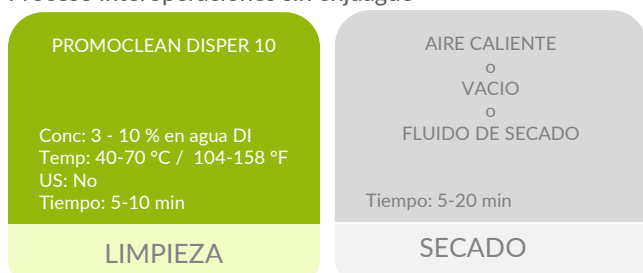 Proceso interoperaciones sin enjuague
PROMOCLEAN DISPER 10
Conc: 3 - 10 % en agua DI
Temp: 40-70 °C / 104-158 °F
US: No
Tiempo: 5-10 min
LIMPIEZA
AIRE CALIENTE
o
VACIO
o
FLUIDO DE SECADO
Tiempo: 5-20 min
SECADO